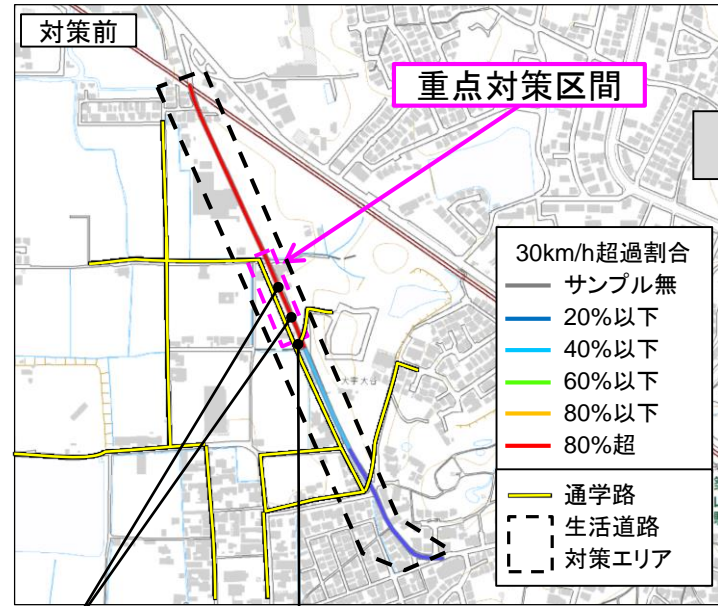 対策前
重点対策区間
30km/h超過割合
サンプル無
20%以下
40%以下
60%以下
80%以下
80%超
通学路
生活道路
対策エリア